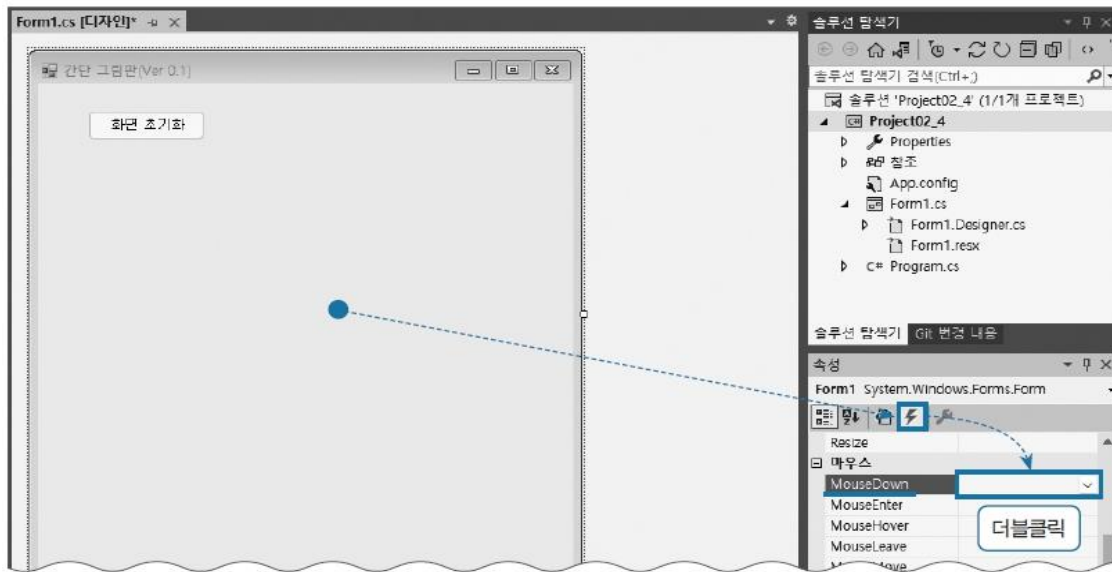 Form1.cs [디자인]*
간단 그림판(Ver 0.1)
화면 초기화
솔루션 탐색기
솔루션 탐색기 검색(Ctrl+;)
솔루션 'Project02_4' (1/1개 프로젝트)
C# Project02_4
Properties
참조
App.config
Form1.cs
Form1.Designer.cs
Form1.resx
C# Program.cs
솔루션 탐색기 Git 변경 내용
속성
Form1 System.Windows.Forms.Form
Resize
마우스
MouseDown
MouseEnter
MouseHover
더블클릭
MouseLeave